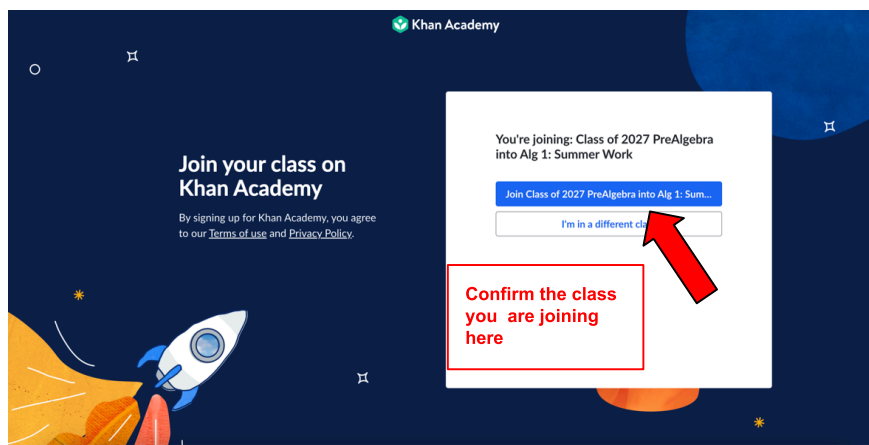 Khan Academy
Join your class on
Khan Academy
By signing up for Khan Academy, you agree
to our Terms of use and Privacy Policy.
You're joining: Class of 2027 PreAlgebra
into Alg 1: Summer Work
Join Class of 2027 PreAlgebra into Alg 1: Sum...
I'm in a different
Confirm the class
you are joining
here